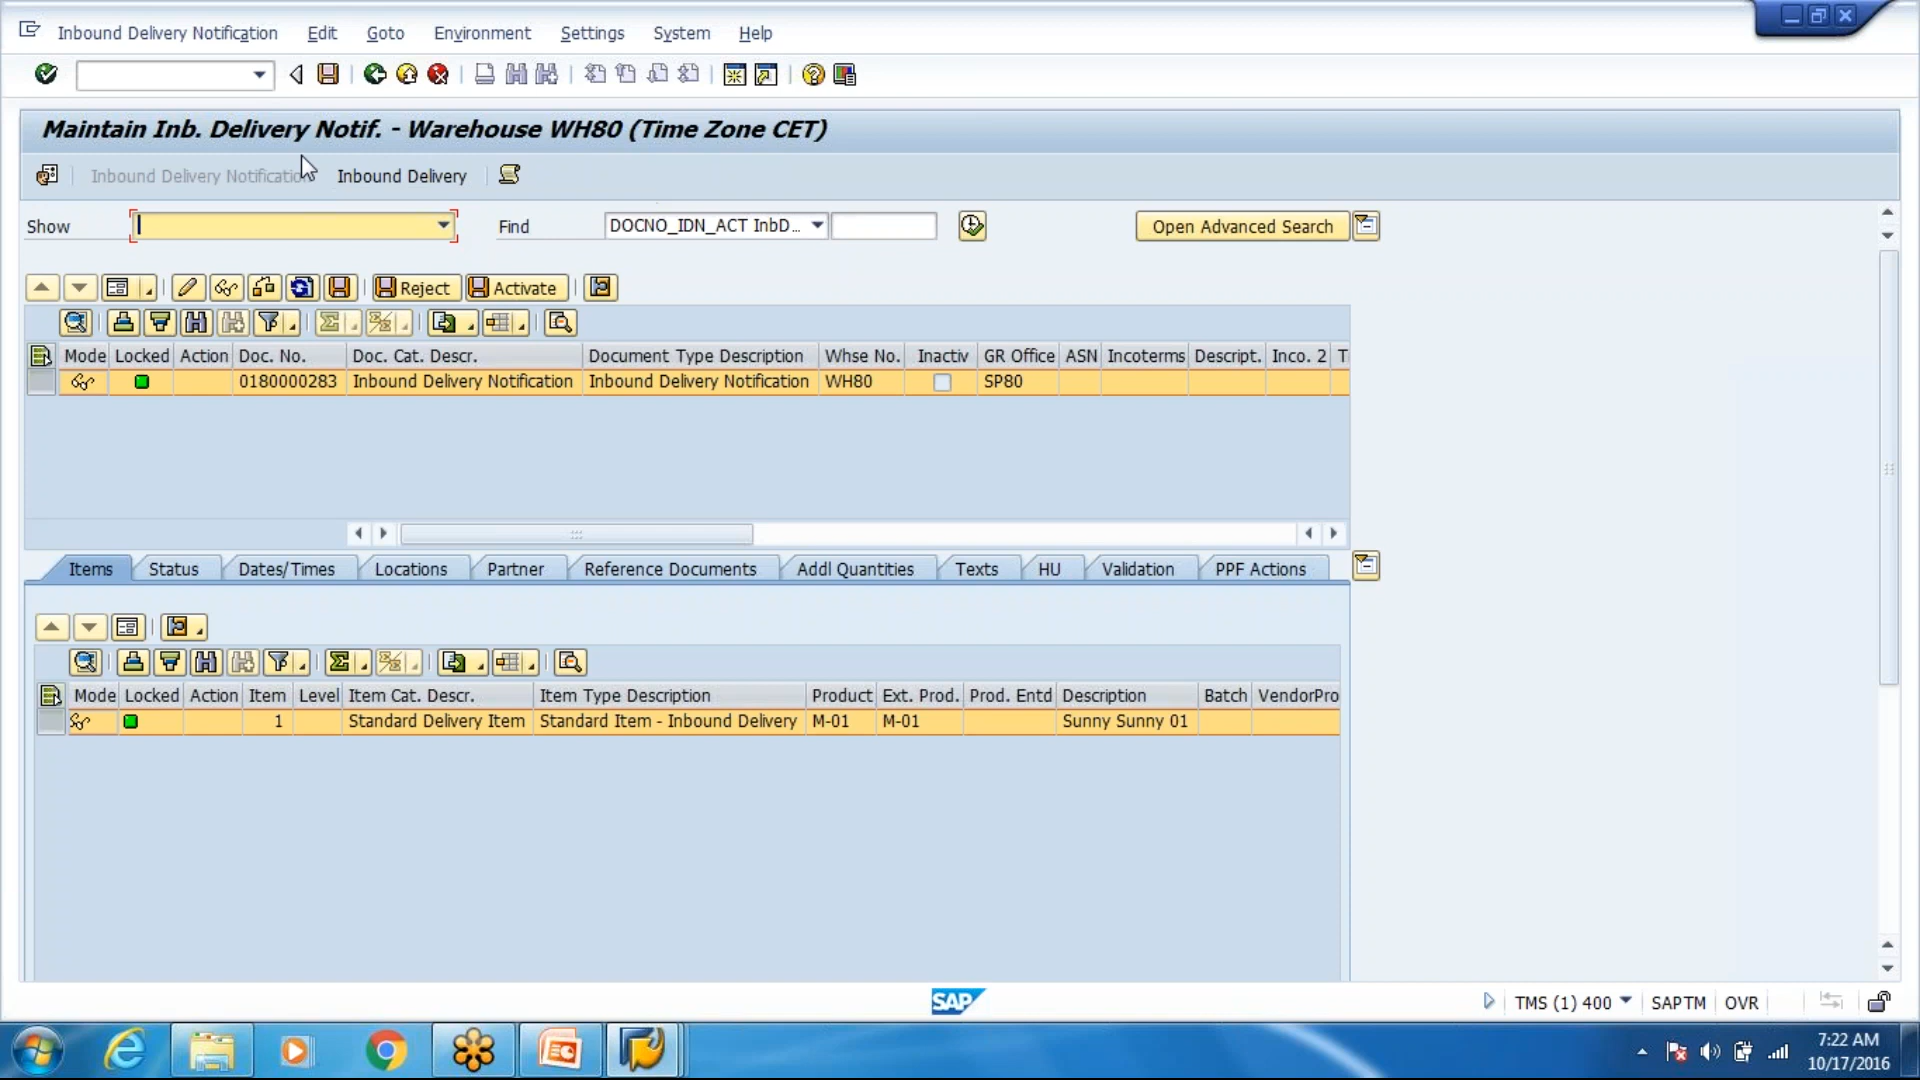 Inbound Delivery Notification Edit Goto Environment Settings System Help
Maintain Inb. Delivery Notif. - Warehouse WH80 (Time Zone CET)
Inbound Delivery Notification Inbound Delivery
Show Find DOCNO_IDN_ACT InbD... Open Advanced Search
Reject Activate
Mode Locked Action Doc. No. Doc. Cat. Descr. Document Type Description Whse No. Inactiv GR Office ASN Incoterms Descript. Inco. 2
0180000283 Inbound Delivery Notification Inbound Delivery Notification WH80 SP80
Items Status Dates/Times Locations Partner Reference Documents Addl Quantities Texts HU Validation PPF Actions
Mode Locked Action Item Level Item Cat. Descr. Item Type Description Product Ext. Prod. Prod. Entd Description Batch VendorPro
1 Standard Delivery Item Standard Item - Inbound Delivery M-01 M-01 Sunny Sunny 01
SAP TMS (1) 400 SAPTM OVR
7:22 AM
10/17/2016